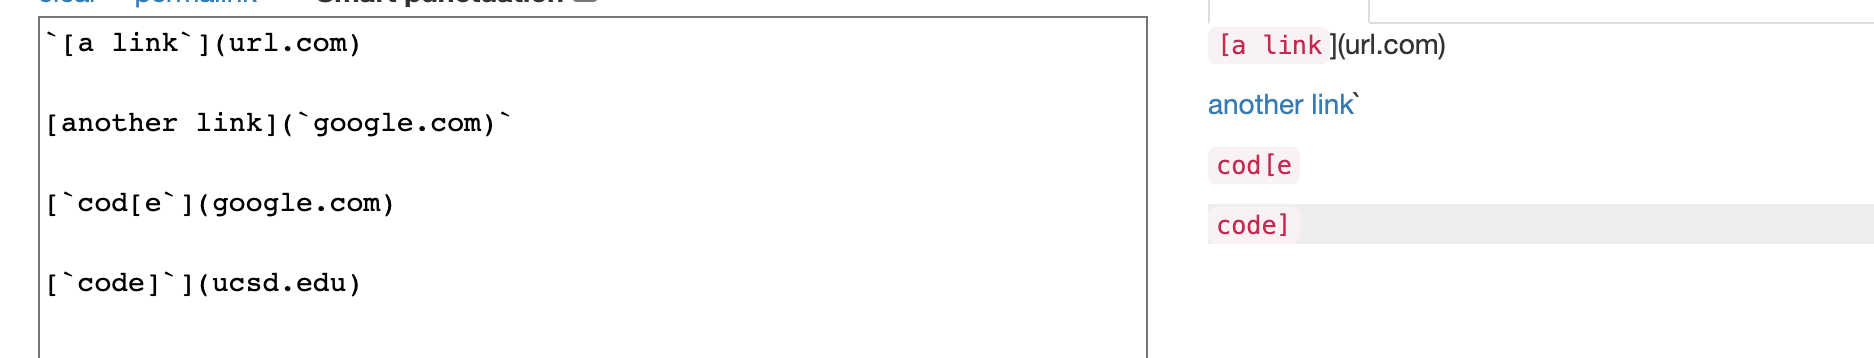 clear permalink Smart punctuation
`[a link`](url.com)
[another link](`google.com)`
[`cod[e`](google.com)
[`code]`](ucsd.edu)
[a link](url.com)
another link`
cod[e
code]